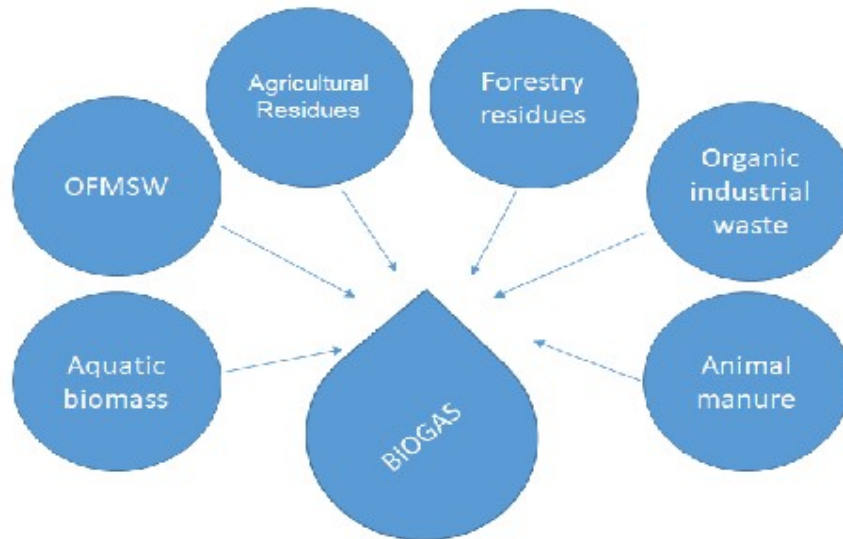 Agricultural
Residues
Forestry
residues
OFMSW
Organic
industrial
waste
Aquatic
biomass
Animal
manure
BIOGAS